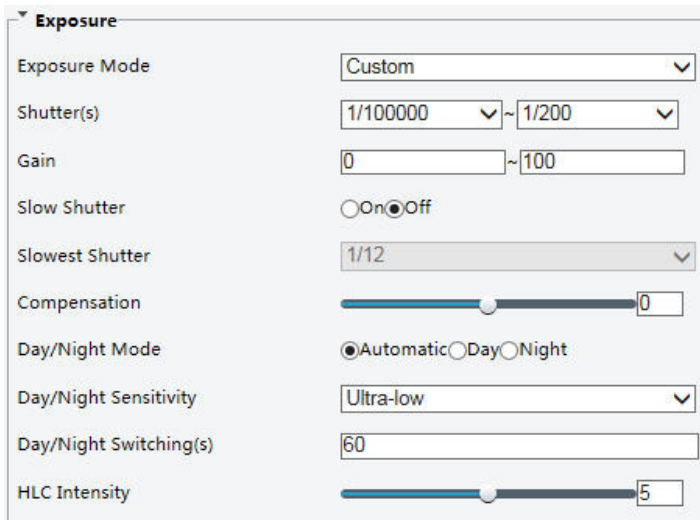 Exposure
Exposure Mode Custom
Shutter(s) 1/100000 ~ 1/200
Gain 0 ~ 100
Slow Shutter On Off
Slowest Shutter 1/12
Compensation 0
Day/Night Mode Automatic Day Night
Day/Night Sensitivity Ultra-low
Day/Night Switching(s) 60
HLC Intensity 5